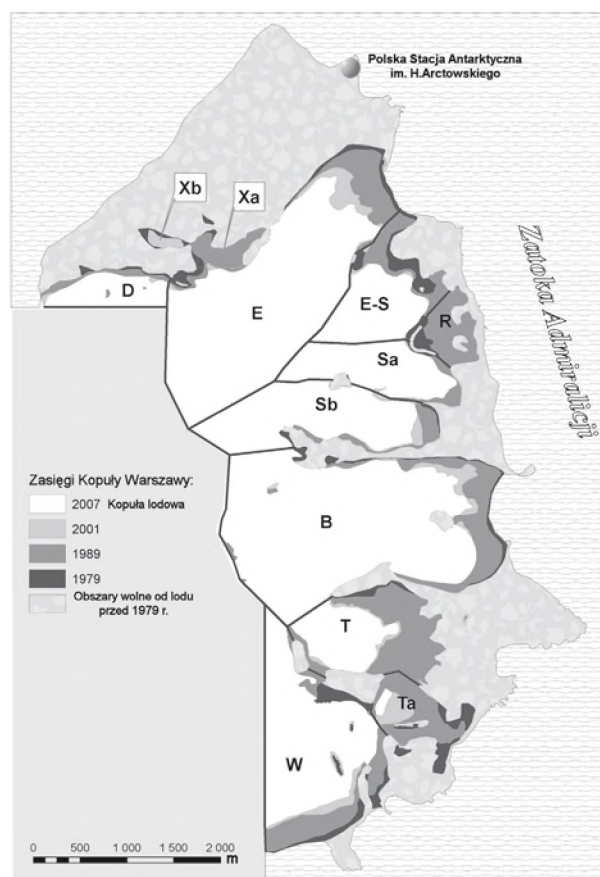 Polska Stacja Antarktyczna
im. H.Arctowskiego
Xb
Xa
Zatoka Admiralicji
D
E
E-S
R
Sa
Sb
Zasięgi Kopuły Warszawy:
2007 Kopuła lodowa
2001
1989
1979
Obszary wolne od lodu
przed 1979 r.
B
T
Ta
W
0 500 1 000 1 500 2 000
m